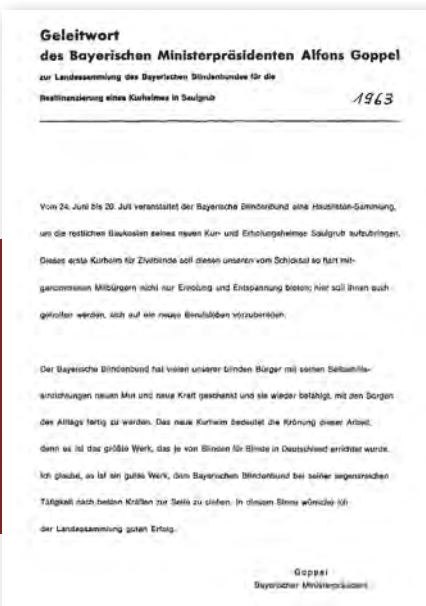 Geleitwort
des Bayerischen Ministerpräsidenten Alfons Goppel
zur Landessammlung des Bayerischen Blindenbundes für die
Restfinanzierung eines Kurheimes in Saulgrub
1963
Vom 24. Juni bis 20. Juli veranstaltet der Bayerische Blindenbund eine Hauslisten-Sammlung,
um die restlichen Baukosten seines neuen Kur- und Erholungsheimes Saulgrub aufzubringen.
Dieses erste Kurheim für Zivilblinde soll diesen unseren vom Schicksal so hart mit-
genommenen Mitbürgern nicht nur Erholung und Entspannung bieten; hier soll ihnen auch
geholfen werden, sich auf ein neues Berufsleben vorzubereiten.
Der Bayerische Blindenbund hat vielen unserer blinden Bürger mit seinen Selbsthilfe-
einrichtungen neuen Mut und neue Kraft geschenkt und sie wieder befähigt, mit den Sorgen
des Alltags fertig zu werden. Das neue Kurheim bedeutet die Krönung dieser Arbeit,
denn es ist das größte Werk, das je von Blinden für Blinde in Deutschland errichtet wurde.
Ich glaube, es ist ein gutes Werk, dem Bayerischen Blindenbund bei seiner segensreichen
Tätigkeit nach besten Kräften zur Seite zu stehen. In diesem Sinne wünsche ich
der Landessammlung guten Erfolg.
Goppel
Bayerischer Ministerpräsident